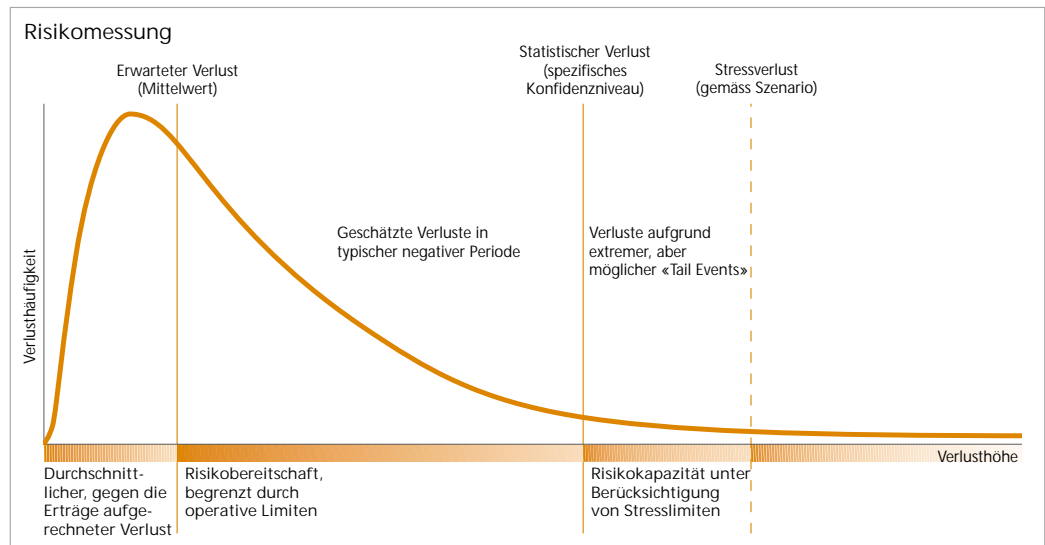 Risikomessung
Erwarteter Verlust
(Mittelwert)
Statistischer Verlust
(spezifisches
Konfidenzniveau)
Stressverlust
(gemäss Szenario)
Verlusthäufigkeit
Geschätzte Verluste in
typischer negativer Periode
Verluste aufgrund
extremer, aber
möglicher «Tail Events»
Verlusthöhe
Durchschnitt-
licher, gegen die
Erträge aufge-
rechneter Verlust
Risikobereitschaft,
begrenzt durch
operative Limiten
Risikokapazität unter
Berücksichtigung
von Stresslimiten